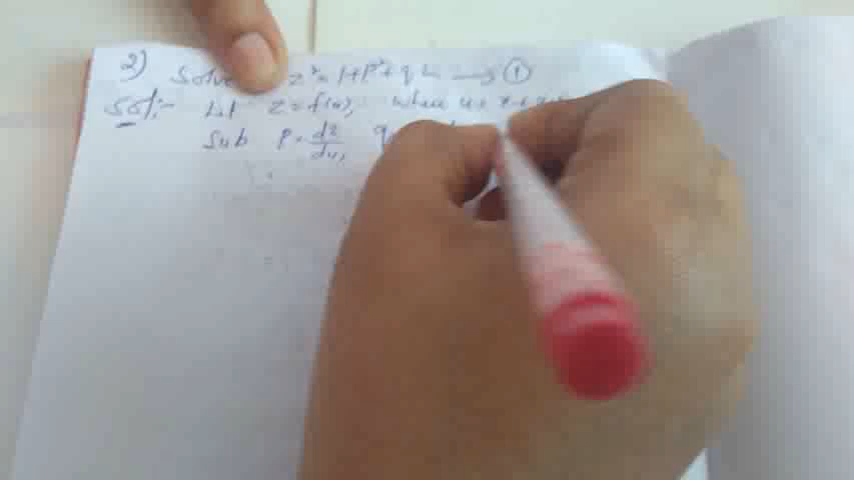 2) Solve z² = 1+p²+q² → ①
Sol:- Let z = f(u), where u = x+
Sub p = dz/du, q